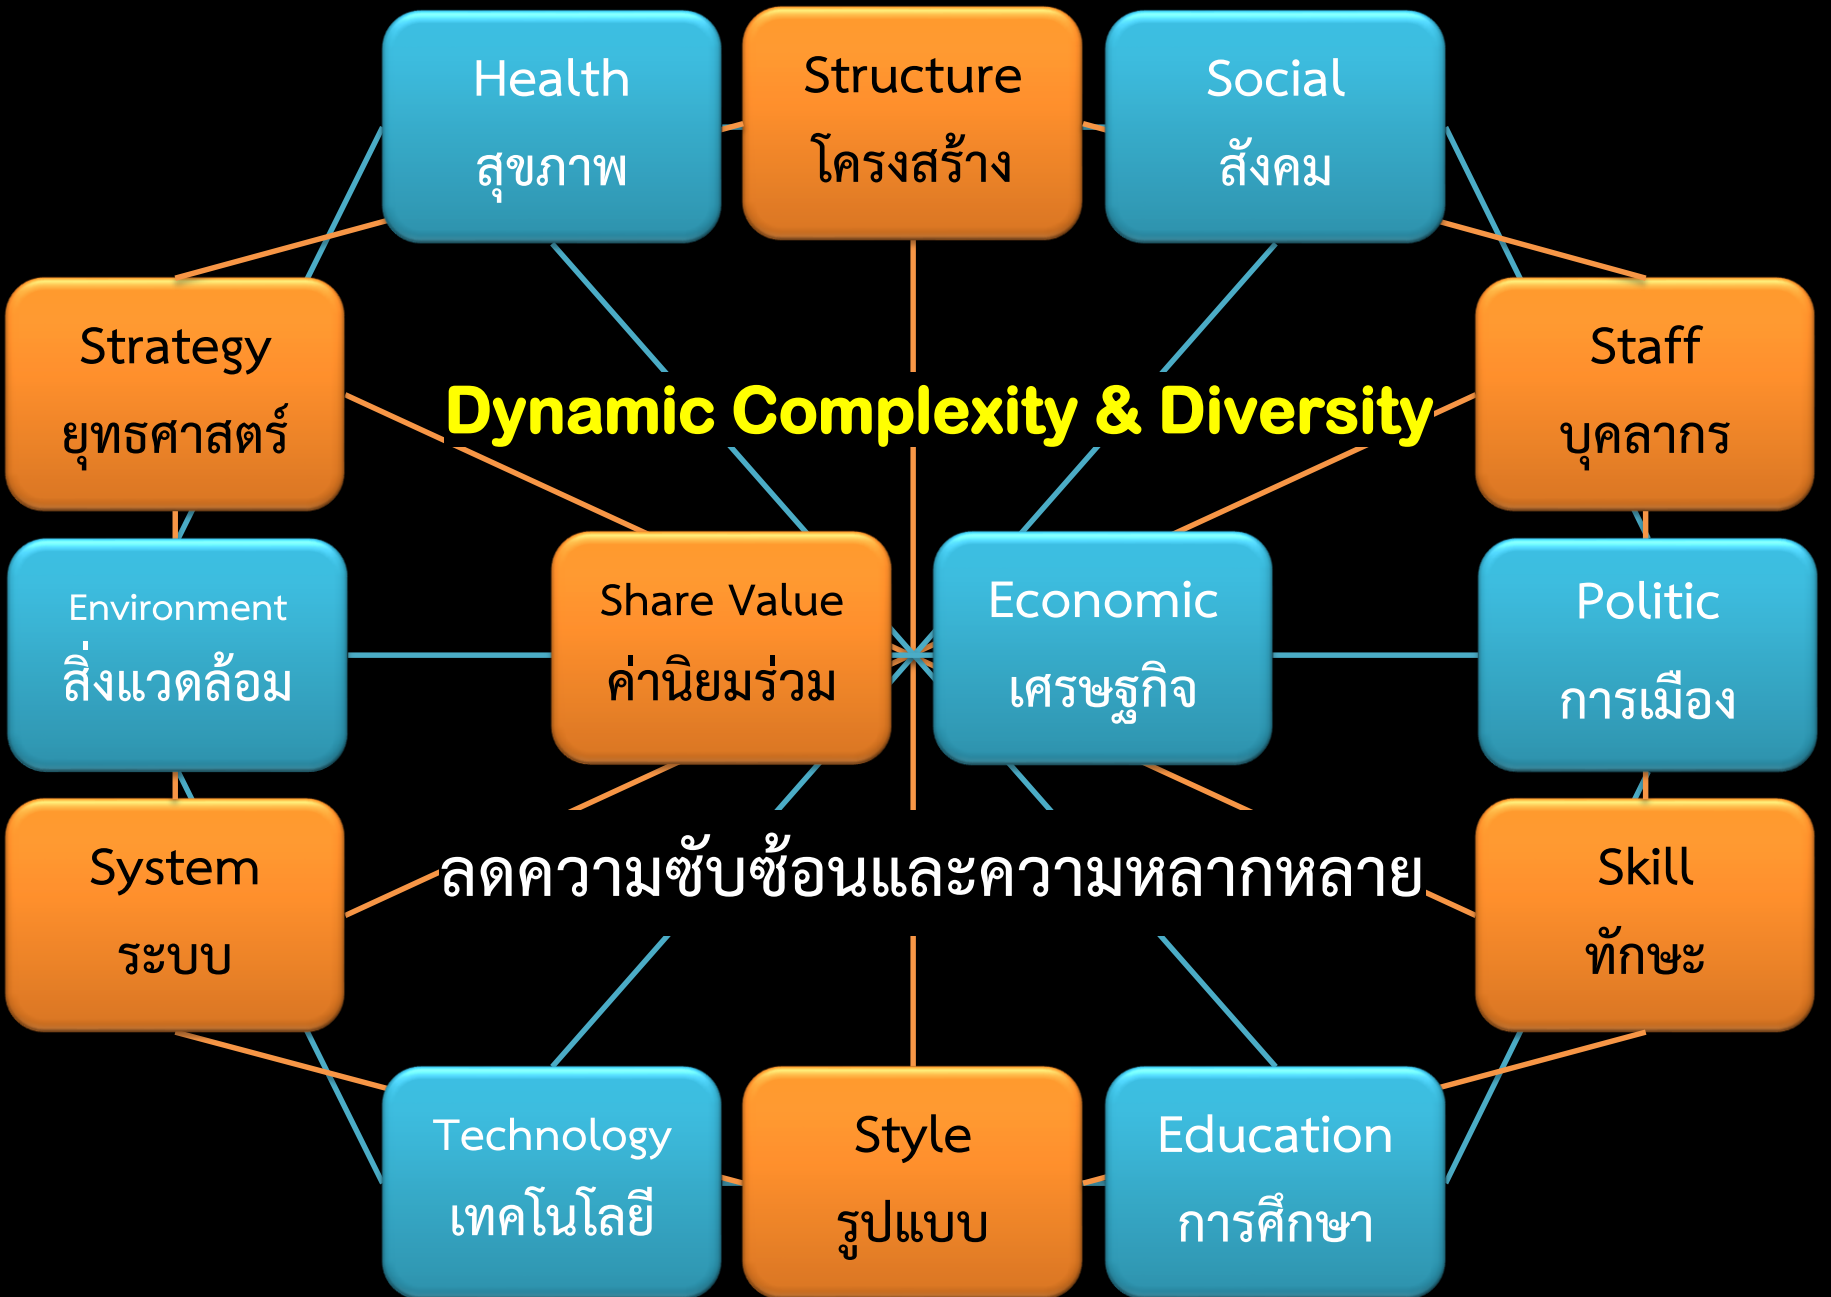 Health
สุขภาพ
Structure
โครงสร้าง
Social
สังคม
Strategy
ยุทธศาสตร์
Dynamic Complexity & Diversity
Staff
บุคลากร
Environment
สิ่งแวดล้อม
Share Value
ค่านิยมร่วม
Economic
เศรษฐกิจ
Politic
การเมือง
System
ระบบ
ลดความซับซ้อนและความหลากหลาย
Skill
ทักษะ
Technology
เทคโนโลยี
Style
รูปแบบ
Education
การศึกษา